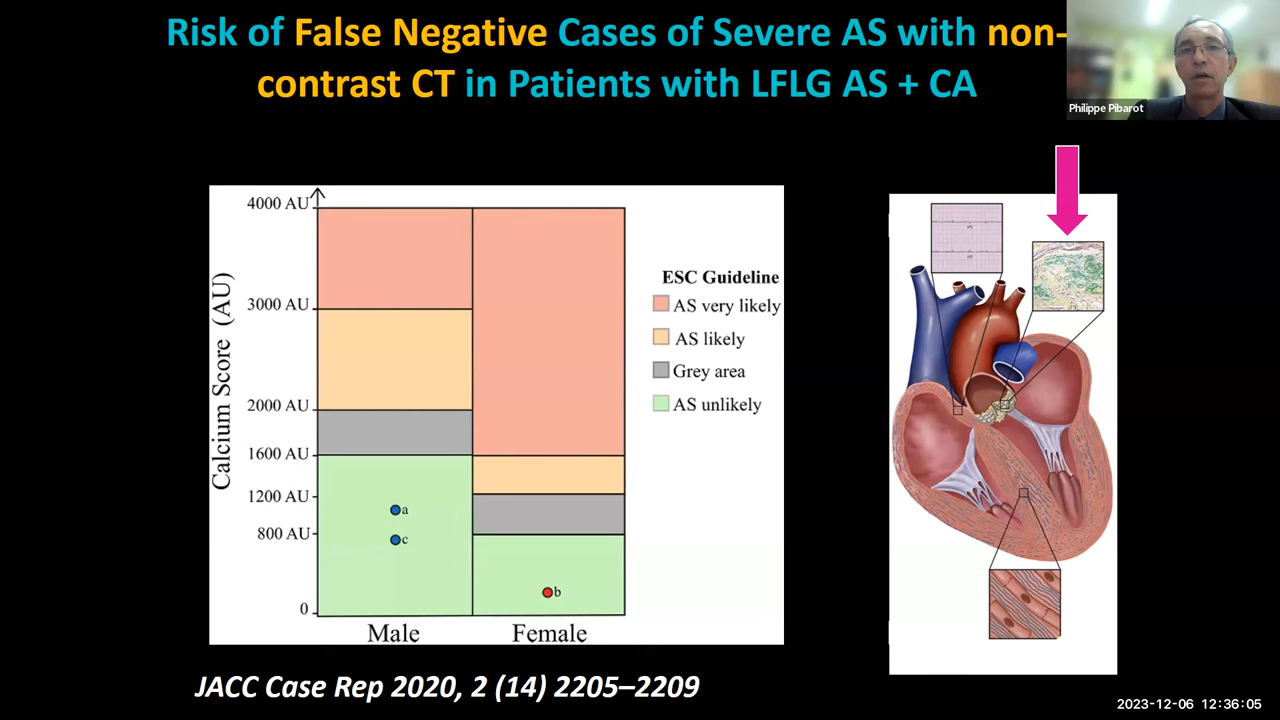 Risk of False Negative Cases of Severe AS with non-
contrast CT in Patients with LFLG AS + CA
Philippe Pibarot
4000 AU
3000 AU
2000 AU
1600 AU
1200 AU
800 AU
0
Calcium Score (AU)
a
c
b
Male
Female
ESC Guideline
AS very likely
AS likely
Grey area
AS unlikely
JACC Case Rep 2020, 2 (14) 2205–2209
2023-12-06 12:36:05